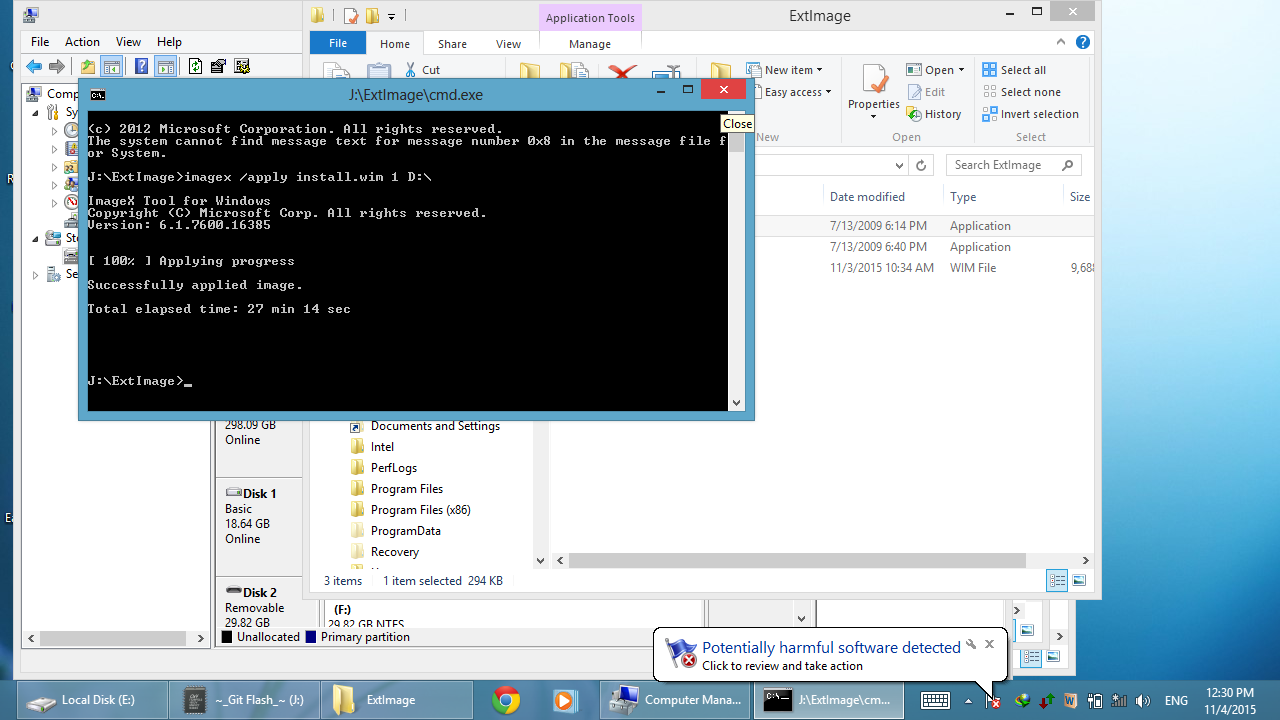 File Action View Help
Comp
Sy
Sto
Se
298.09 GB
Online
Disk 1
Basic
18.64 GB
Online
Disk 2
Removable
29.82 GB
Online
(F:)
29.82 GB NTFS
Unallocated Primary partition
Application Tools
ExtImage
File Home Share View Manage
Cut
New item
Easy access
New
Properties
Open
Edit
History
Open
Select all
Select none
Invert selection
Select
Search ExtImage
Date modified Type Size
7/13/2009 6:14 PM Application
7/13/2009 6:40 PM Application
11/3/2015 10:34 AM WIM File 9,68
Documents and Settings
Intel
PerfLogs
Program Files
Program Files (x86)
ProgramData
Recovery
3 items 1 item selected 294 KB
J:\ExtImage\cmd.exe
Close
(c) 2012 Microsoft Corporation. All rights reserved.
The system cannot find message text for message number 0x8 in the message file f
or System.
J:\ExtImage>imagex /apply install.wim 1 D:\
ImageX Tool for Windows
Copyright (C) Microsoft Corp. All rights reserved.
Version: 6.1.7600.16385
[ 100% ] Applying progress
Successfully applied image.
Total elapsed time: 27 min 14 sec
J:\ExtImage>_
Potentially harmful software detected
Click to review and take action
Local Disk (E:)
~_Git Flash_~ (J:)
ExtImage
Computer Mana...
J:\ExtImage\cm...
ENG
12:30 PM
11/4/2015